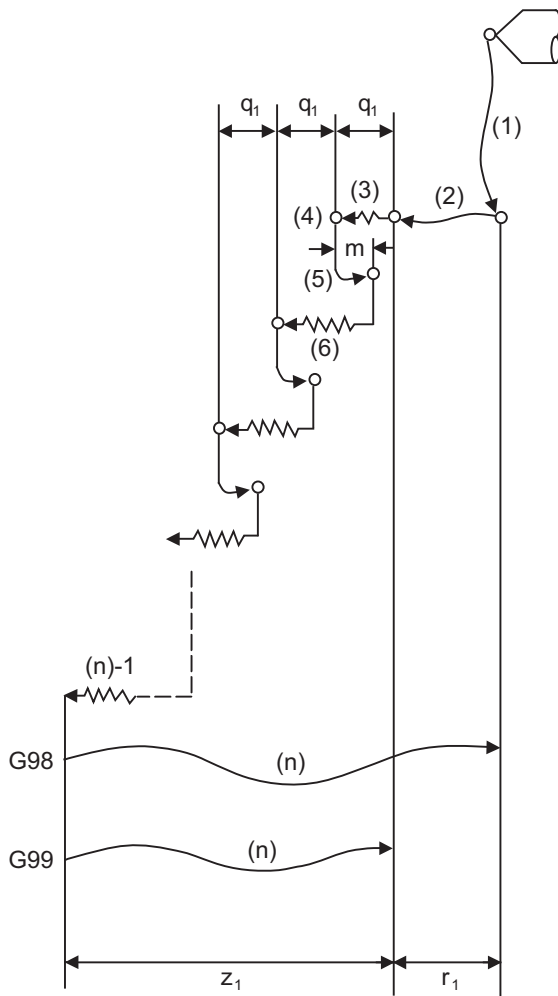 q₁ q₁ q₁
(1)
(2)
(3)
(4)
m
(5)
(6)
(n)-1
G98
(n)
G99
(n)
z₁ r₁